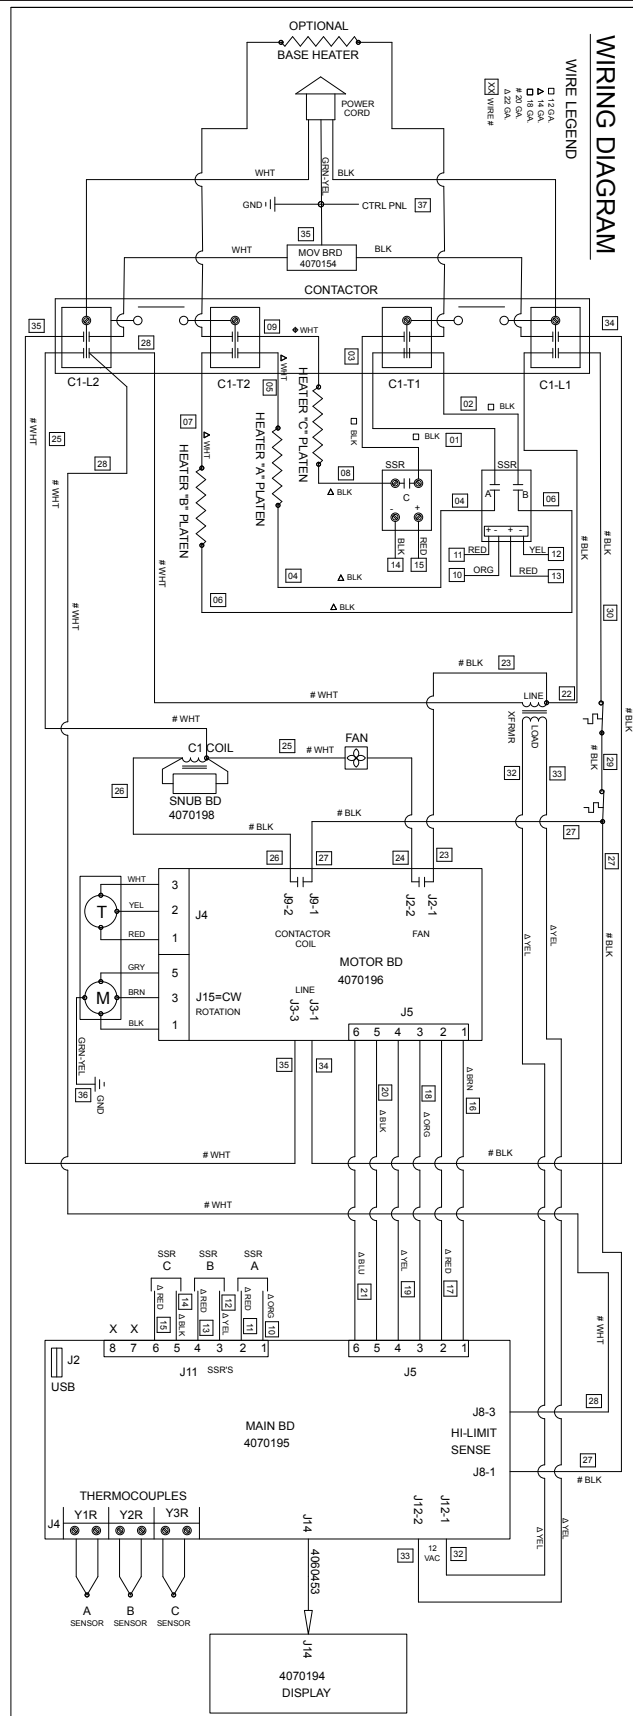 WIRING DIAGRAM
WIRE LEGEND
□ 12 GA.
∆ 14 GA.
□ 18 GA.
# 20 GA.
∆ 22 GA.
XX WIRE #
OPTIONAL
BASE HEATER
POWER
CORD
WHT
GRN-YEL
BLK
GND
CTRL PNL 37
35
WHT
MOV BRD
4070154
BLK
CONTACTOR
35
28
09
∆ WHT
03
34
C1-L2
C1-T2
C1-T1
C1-L1
# WHT
25
28
# WHT
07
∆ WHT
05
∆ WHT
HEATER "B" PLATEN
HEATER "A" PLATEN
HEATER "C" PLATEN
□ BLK
02
□ BLK
□ BLK
01
08
∆ BLK
SSR
C
- +
BLK
RED
14
15
SSR
A
B
04
06
+ - + -
11 RED
YEL 12
10 ORG
RED 13
# WHT
# WHT
04
∆ BLK
06
∆ BLK
# BLK
# BLK
30
# BLK
# BLK 23
# WHT
LINE
22
XFRMR
LOAD
32
33
# BLK
29
# WHT
C1 COIL
25
# WHT
FAN
SNUB BD
4070198
26
# BLK
# BLK
27
27
26
27
24
23
∆ YEL
∆ YEL
# BLK
WHT
YEL
RED
T
3
2
1
J4
J9-2
J9-1
J2-2
J2-1
CONTACTOR
COIL
FAN
MOTOR BD
4070196
GRY
BRN
BLK
M
5
3
1
J15=CW
ROTATION
LINE
J3-3
J3-1
J5
6 5 4 3 2 1
GRN-YEL
36
GND
35
34
20
∆ BLK
18
∆ ORG
∆ BRN
16
# WHT
# BLK
# WHT
∆ BLU
21
∆ YEL
19
∆ RED
17
SSR
C
SSR
B
SSR
A
∆ RED
15
14
∆ BLK
∆ RED
13
12
∆ YEL
∆ RED
11
∆ ORG
10
# WHT
X X
8 7 6 5 4 3 2 1
6 5 4 3 2 1
J2
USB
J11 SSR'S
J5
J8-3
28
MAIN BD
4070195
HI-LIMIT
SENSE
J8-1
27
# BLK
THERMOCOUPLES
J4
Y1R Y2R Y3R
J14
J12-2
J12-1
∆ YEL
∆ YEL
33
12
VAC
32
A
SENSOR
B
SENSOR
C
SENSOR
4060453
J14
4070194
DISPLAY